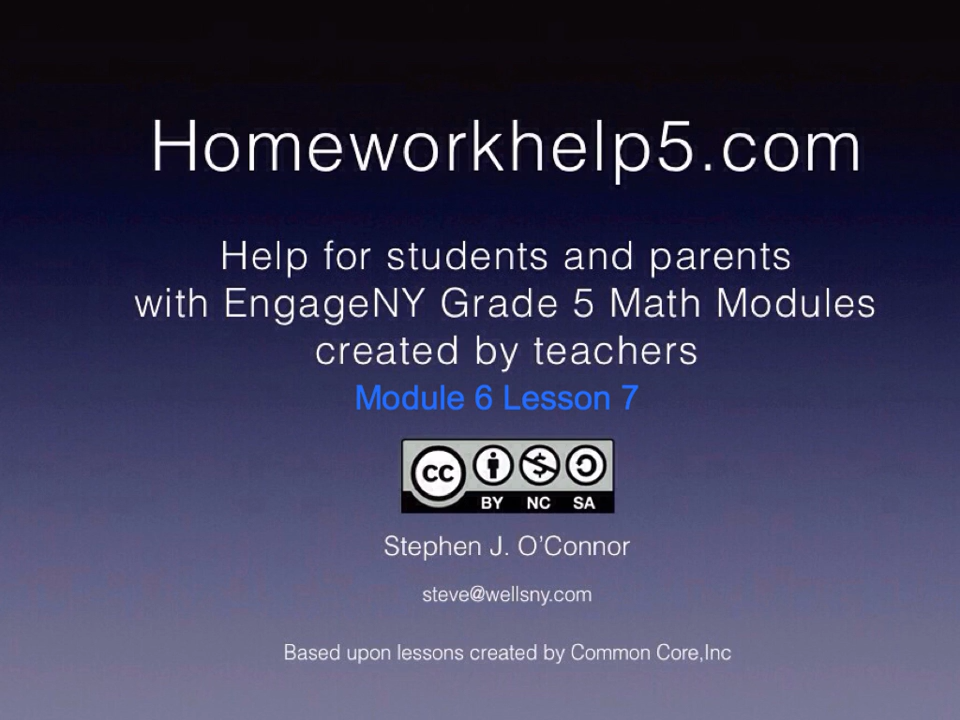 Homeworkhelp5.com
Help for students and parents
with EngageNY Grade 5 Math Modules
created by teachers
Module 6 Lesson 7
cc
BY NC SA
Stephen J. O’Connor
steve@wellsny.com
Based upon lessons created by Common Core,Inc